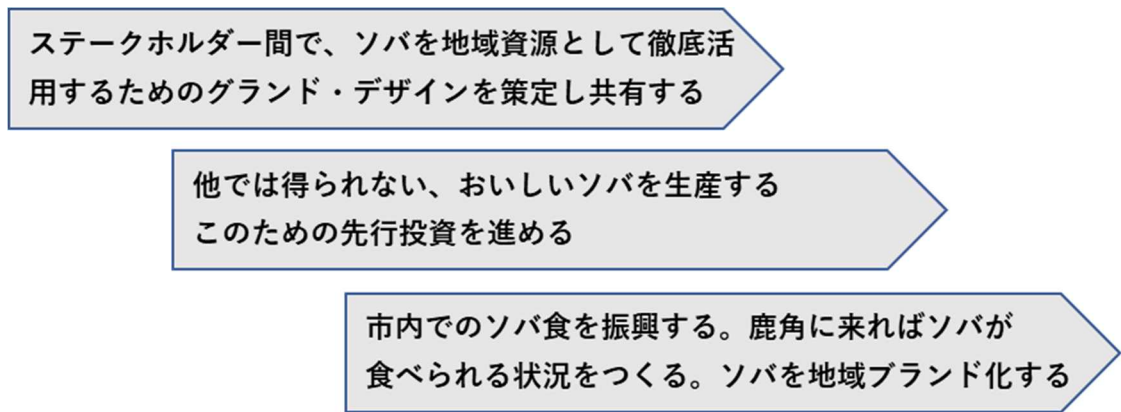 ステークホルダー間で、ソバを地域資源として徹底活
用するためのグランド・デザインを策定し共有する
他では得られない、おいしいソバを生産する
このための先行投資を進める
市内でのソバ食を振興する。鹿角に来ればソバが
食べられる状況をつくる。ソバを地域ブランド化する